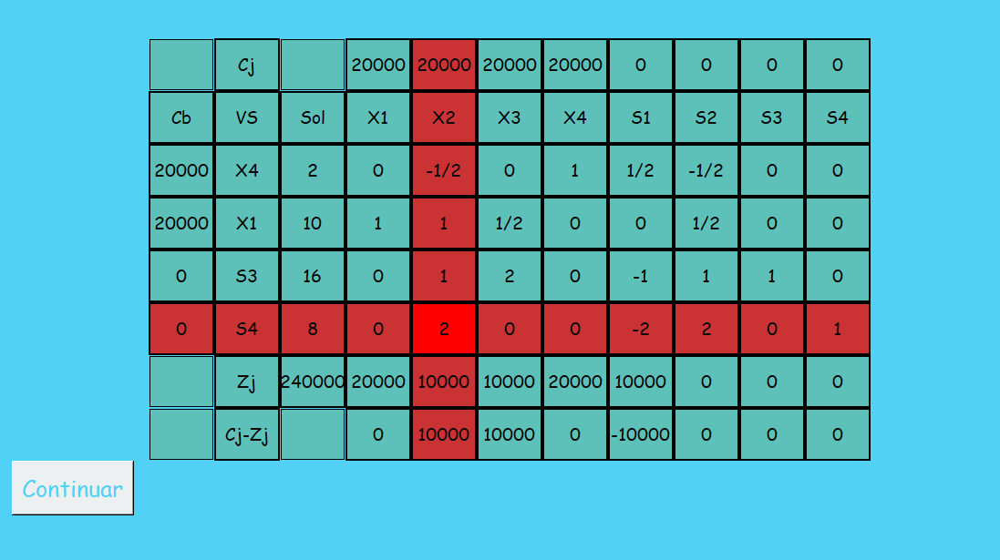 Cj 20000 20000 20000 20000 0 0 0 0
Cb VS Sol X1 X2 X3 X4 S1 S2 S3 S4
20000 X4 2 0 -1/2 0 1 1/2 -1/2 0 0
20000 X1 10 1 1 1/2 0 0 1/2 0 0
0 S3 16 0 1 2 0 -1 1 1 0
0 S4 8 0 2 0 0 -2 2 0 1
Zj 240000 20000 10000 10000 20000 10000 0 0 0
Cj-Zj 0 10000 10000 0 -10000 0 0 0
Continuar